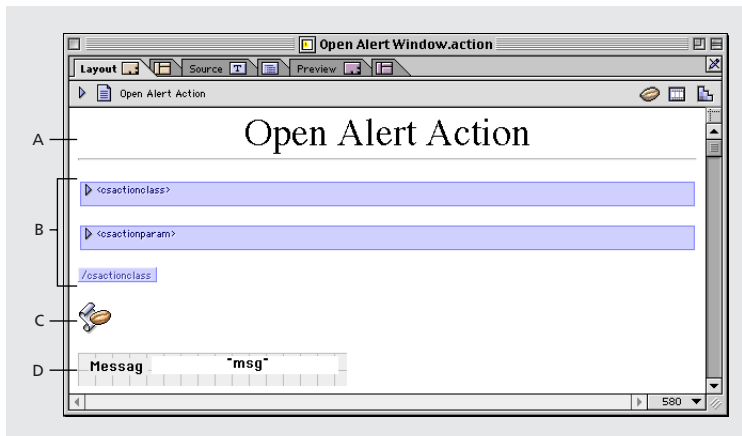 Open Alert Window.action
Layout Source T Preview
Open Alert Action
A Open Alert Action
B
<csactionclass>
<csactionparam>
/csactionclass
C
D Messag "msg"
580